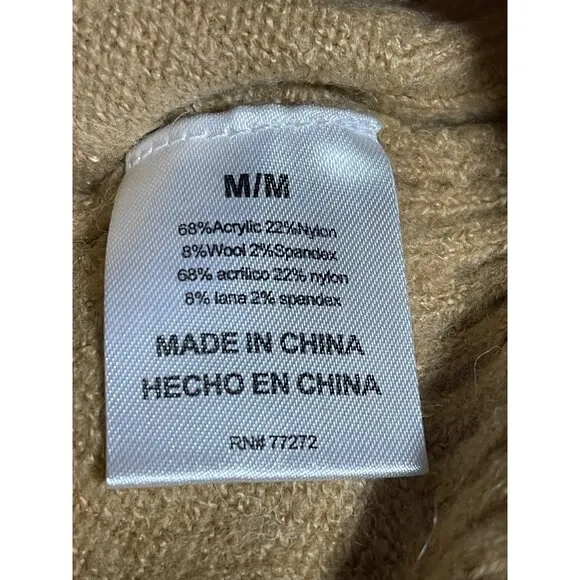 M/M
68%Acrylic 22%Nylon
8%Wool 2%Spandex
68% acrilico 22% nylon
8% lana 2% spandex
MADE IN CHINA
HECHO EN CHINA
RN# 77272